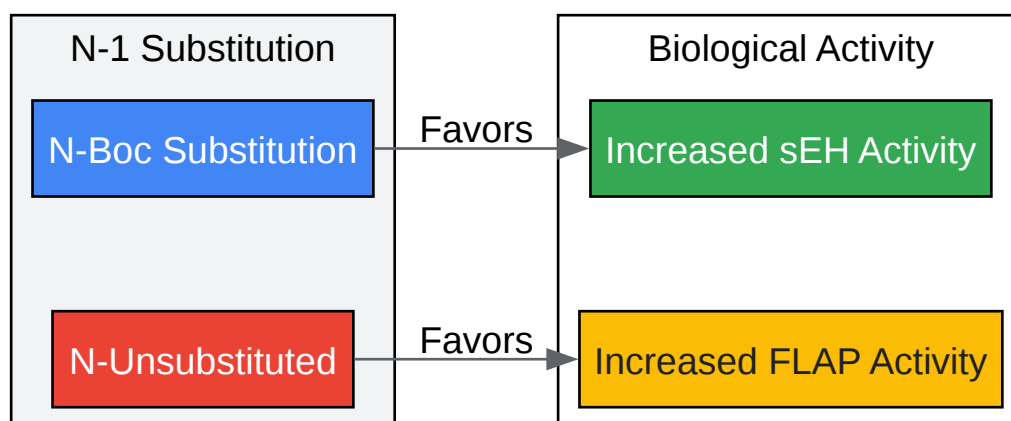 N-1 Substitution
Biological Activity
N-Boc Substitution
Favors
Increased sEH Activity
N-Unsubstituted
Favors
Increased FLAP Activity